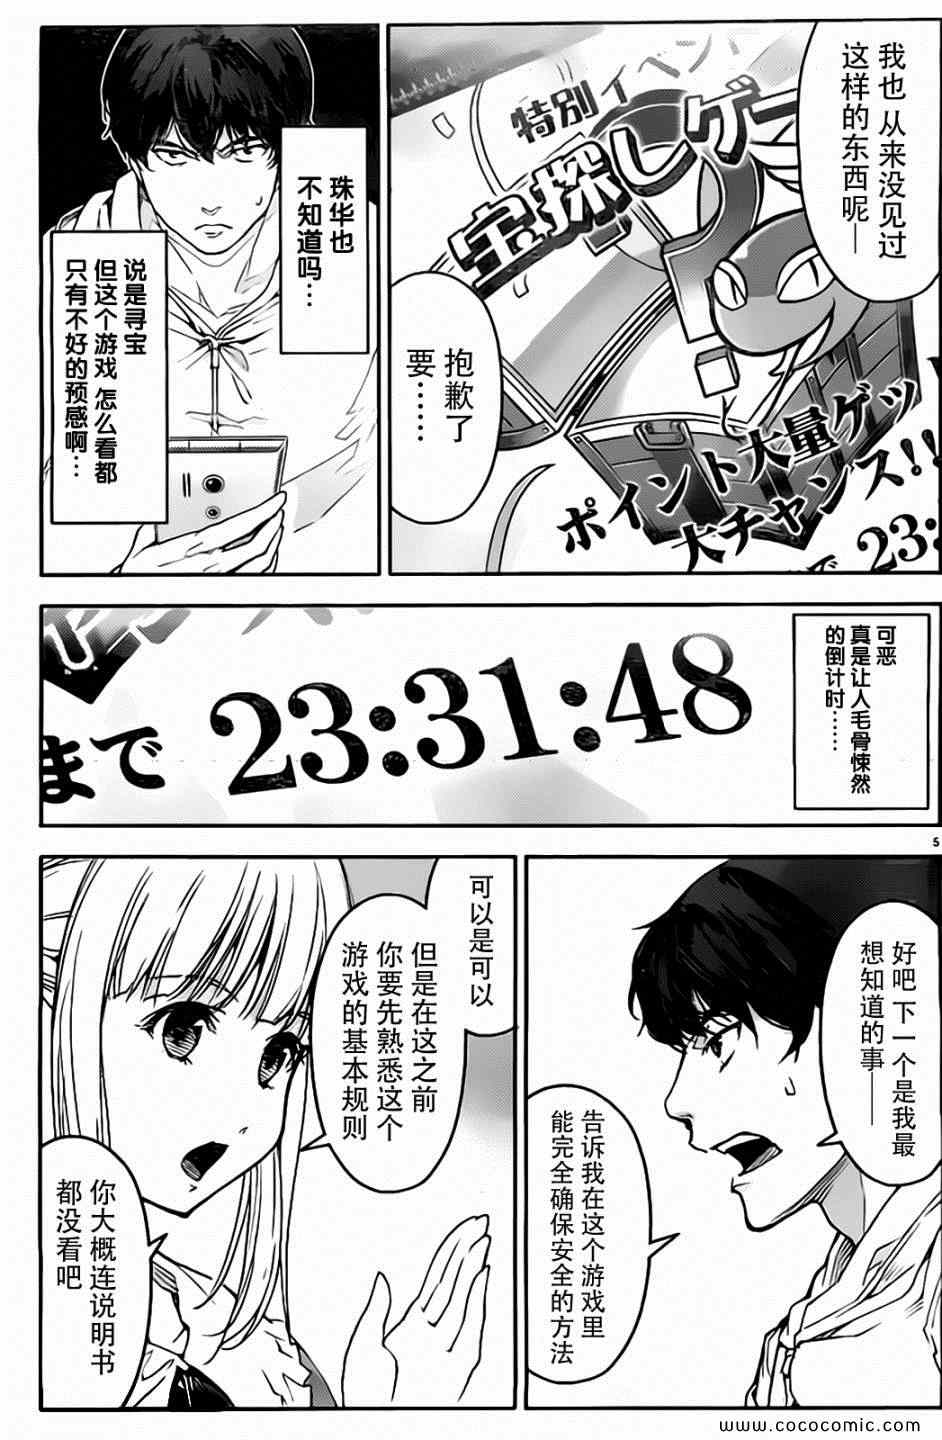 我也从来没见过
这样的东西呢—
特別イベン
宝探しゲー
抱歉了
要……
ポイント大量ゲッ
大チャンス!!
で 23:
珠华也
不知道吗…
说是寻宝
但这个游戏 怎么看都
只有不好的预感啊…
可恶
真是让人毛骨悚然
的倒计时……
まで 23:31:48
5
好吧下一个是我最
想知道的事——
告诉我在这个游戏里
能完全确保安全的方法
可以是可以
但是在这之前
你要先熟悉这个
游戏的基本规则
你大概连说明书
都没看吧
www.cococomic.com